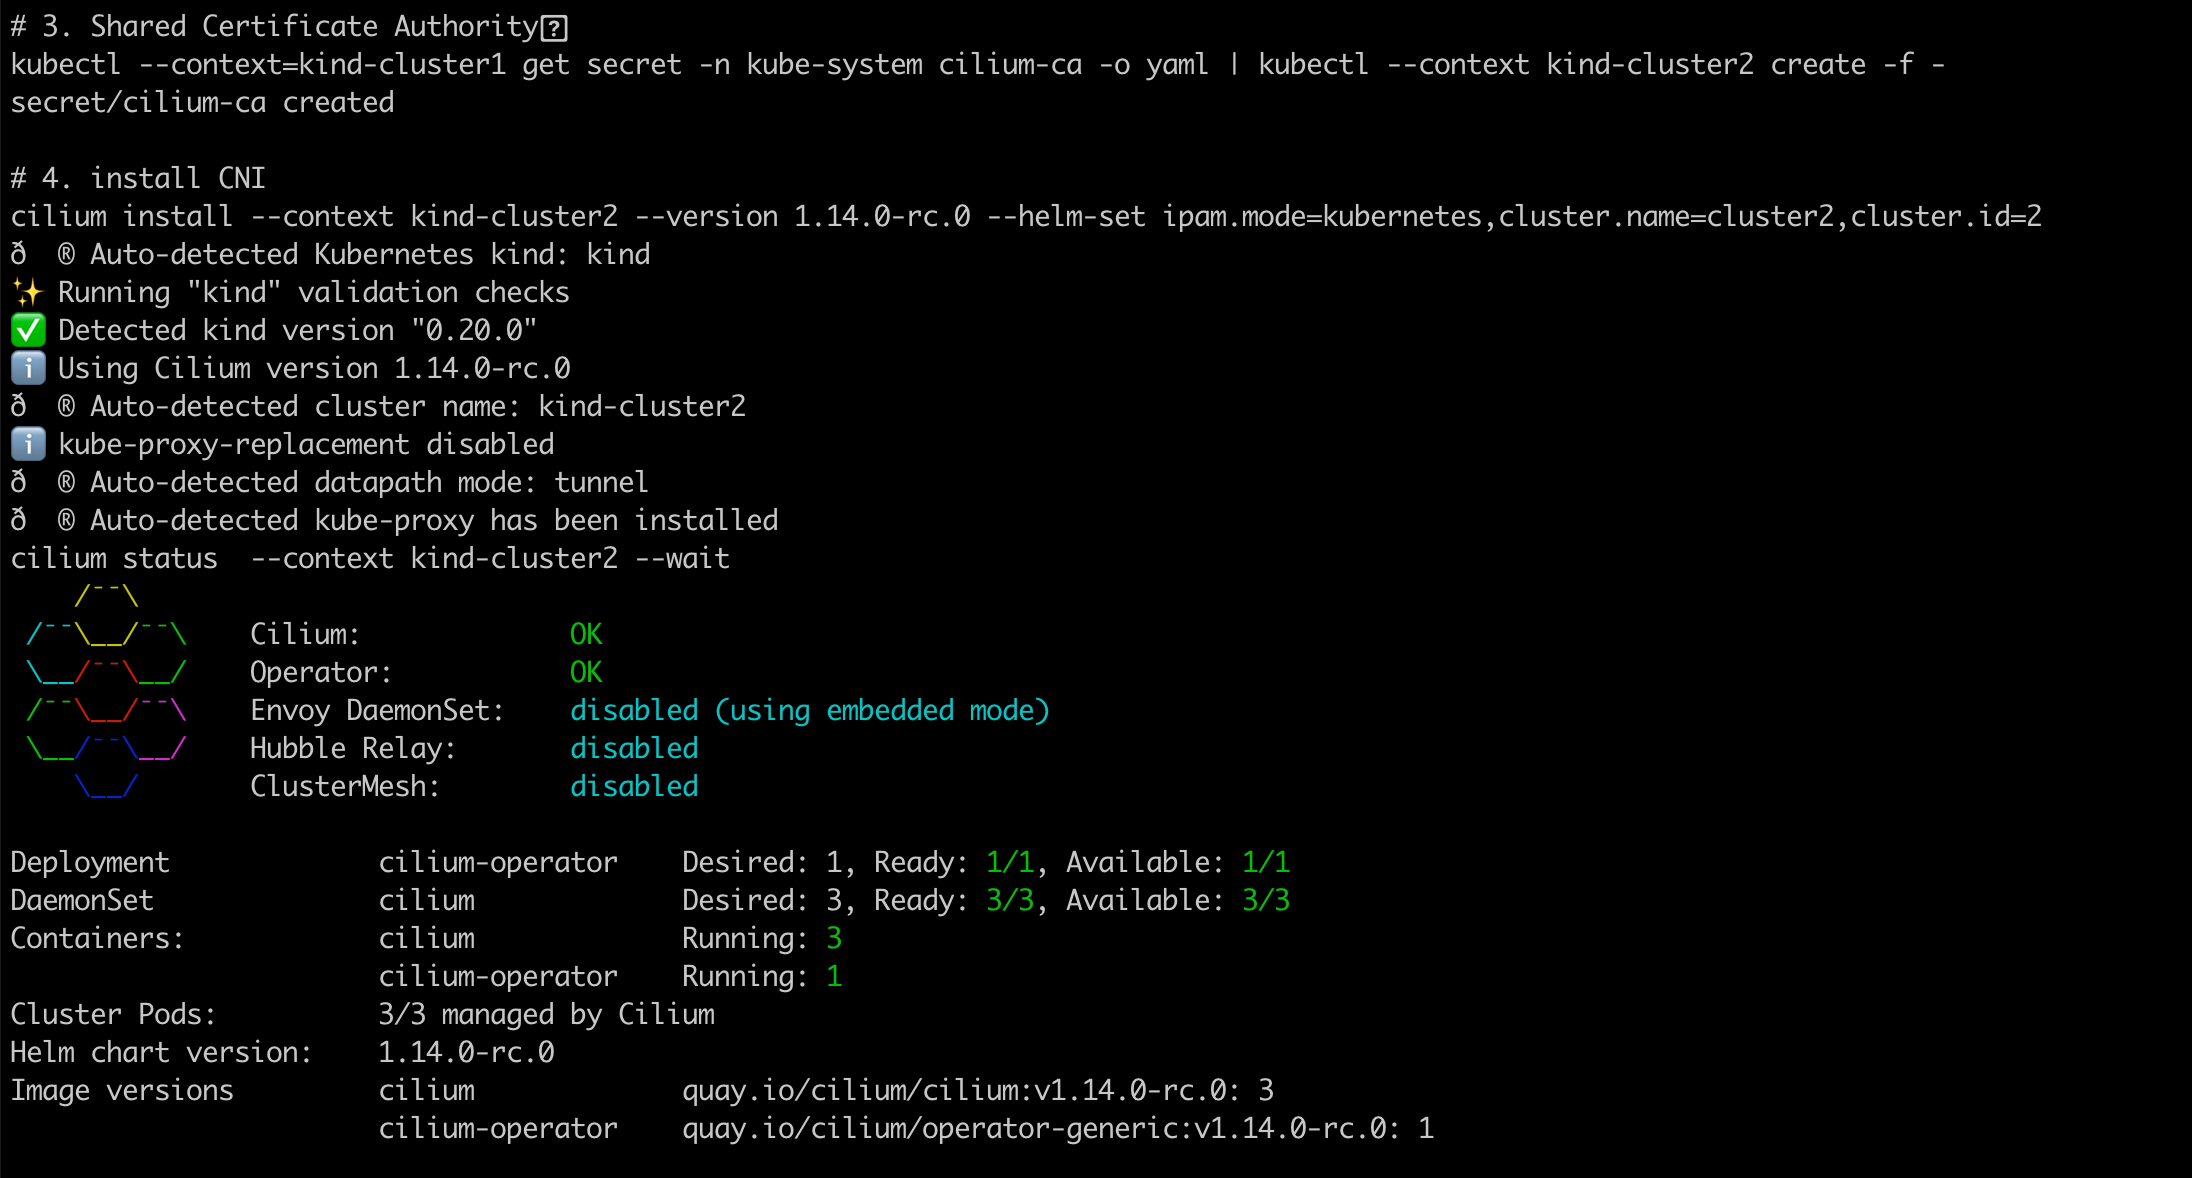 # 3. Shared Certificate Authority
kubectl --context=kind-cluster1 get secret -n kube-system cilium-ca -o yaml | kubectl --context kind-cluster2 create -f -
secret/cilium-ca created

# 4. install CNI
cilium install --context kind-cluster2 --version 1.14.0-rc.0 --helm-set ipam.mode=kubernetes,cluster.name=cluster2,cluster.id=2
ð  ® Auto-detected Kubernetes kind: kind
✨ Running "kind" validation checks
✅ Detected kind version "0.20.0"
ℹ️ Using Cilium version 1.14.0-rc.0
ð  ® Auto-detected cluster name: kind-cluster2
ℹ️ kube-proxy-replacement disabled
ð  ® Auto-detected datapath mode: tunnel
ð  ® Auto-detected kube-proxy has been installed
cilium status  --context kind-cluster2 --wait
    /¯¯\
 /¯¯\__/¯¯\    Cilium:             OK
 \__/¯¯\__/    Operator:           OK
 /¯¯\__/¯¯\    Envoy DaemonSet:    disabled (using embedded mode)
 \__/¯¯\__/    Hubble Relay:       disabled
    \__/       ClusterMesh:        disabled

Deployment             cilium-operator    Desired: 1, Ready: 1/1, Available: 1/1
DaemonSet              cilium             Desired: 3, Ready: 3/3, Available: 3/3
Containers:            cilium             Running: 3
                       cilium-operator    Running: 1
Cluster Pods:          3/3 managed by Cilium
Helm chart version:    1.14.0-rc.0
Image versions         cilium             quay.io/cilium/cilium:v1.14.0-rc.0: 3
                       cilium-operator    quay.io/cilium/operator-generic:v1.14.0-rc.0: 1